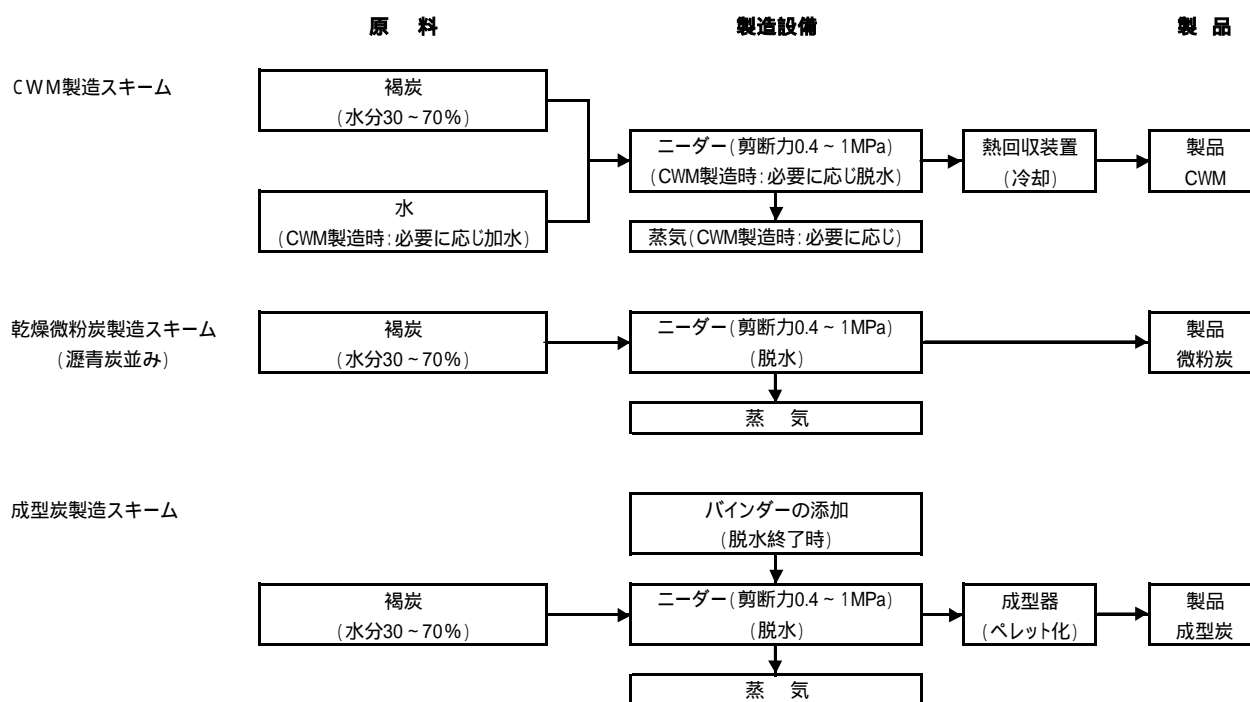 原 料 製造設備 製 品
CWM製造スキーム
褐炭
(水分30~70%)
水
(CWM製造時:必要に応じ加水)
ニーダー(剪断力0.4~1MPa)
(CWM製造時:必要に応じ脱水)
蒸気(CWM製造時:必要に応じ)
熱回収装置
(冷却)
製品
CWM
乾燥微粉炭製造スキーム
(瀝青炭並み)
褐炭
(水分30~70%)
ニーダー(剪断力0.4~1MPa)
(脱水)
蒸 気
製品
微粉炭
成型炭製造スキーム
バインダーの添加
(脱水終了時)
褐炭
(水分30~70%)
ニーダー(剪断力0.4~1MPa)
(脱水)
蒸 気
成型器
(ペレット化)
製品
成型炭